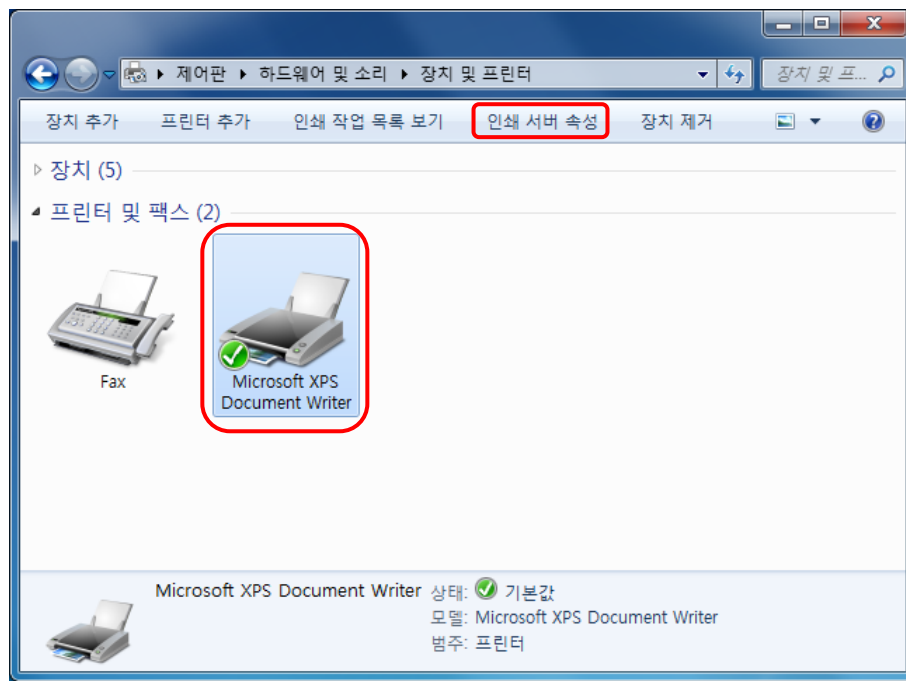 제어판 하드웨어 및 소리 장치 및 프린터 장치 및 프...
장치 추가 프린터 추가 인쇄 작업 목록 보기 인쇄 서버 속성 장치 제거
장치 (5)
프린터 및 팩스 (2)
Fax
Microsoft XPS
Document Writer
Microsoft XPS Document Writer 상태: 기본값
모델: Microsoft XPS Document Writer
범주: 프린터